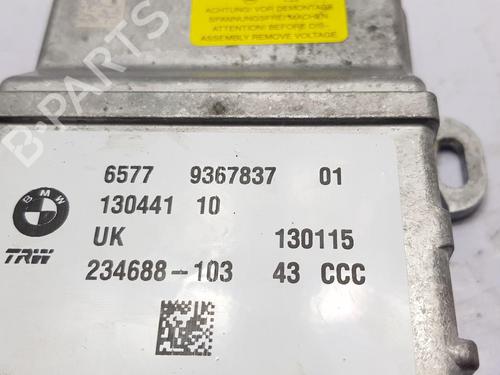 ACHTUNG! VOR DEMONTAGE
SPANNUNGSFREI MACHEN
ATTENTION! BEFORE DIS-
ASSEMBLY REMOVE VOLTAGE
B-PARTS
6577 9367837 01
BMW
130441 10
UK 130115
TRW
234688-103 43 CCC